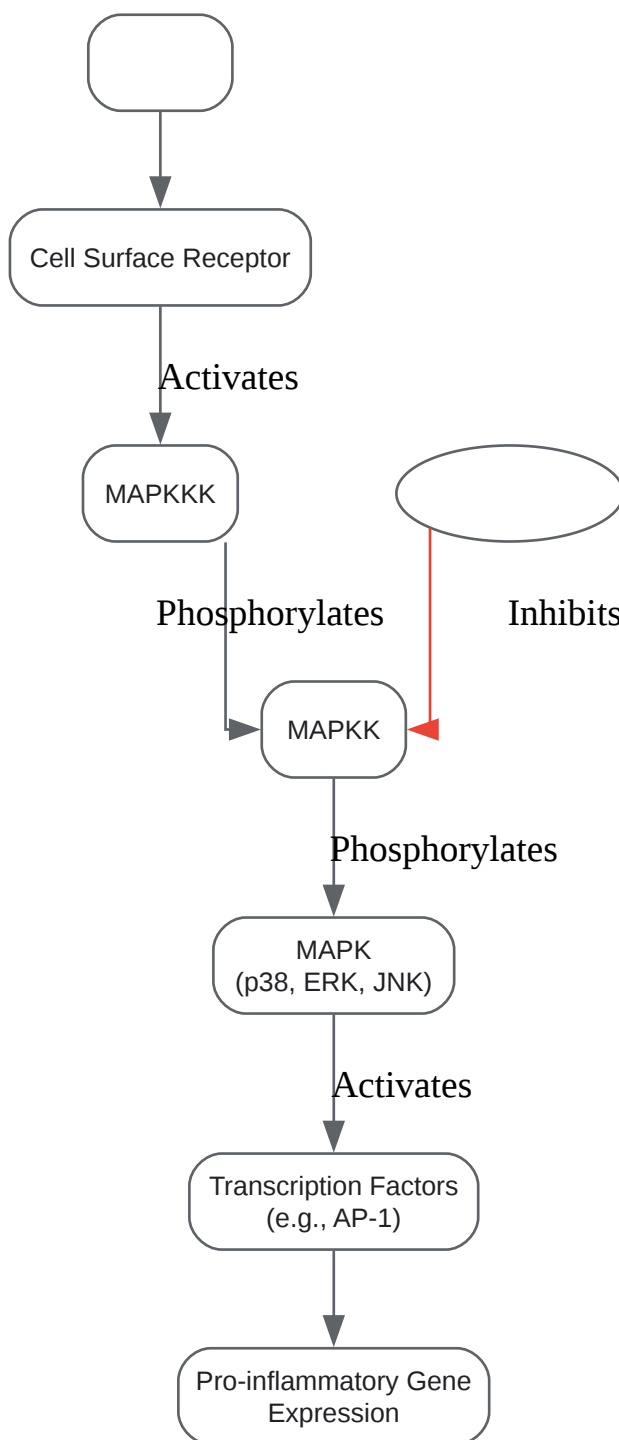 Cell Surface Receptor
Activates
MAPKKK
Phosphorylates
Inhibits
MAPKK
Phosphorylates
MAPK
(p38, ERK, JNK)
Activates
Transcription Factors
(e.g., AP-1)
Pro-inflammatory Gene
Expression